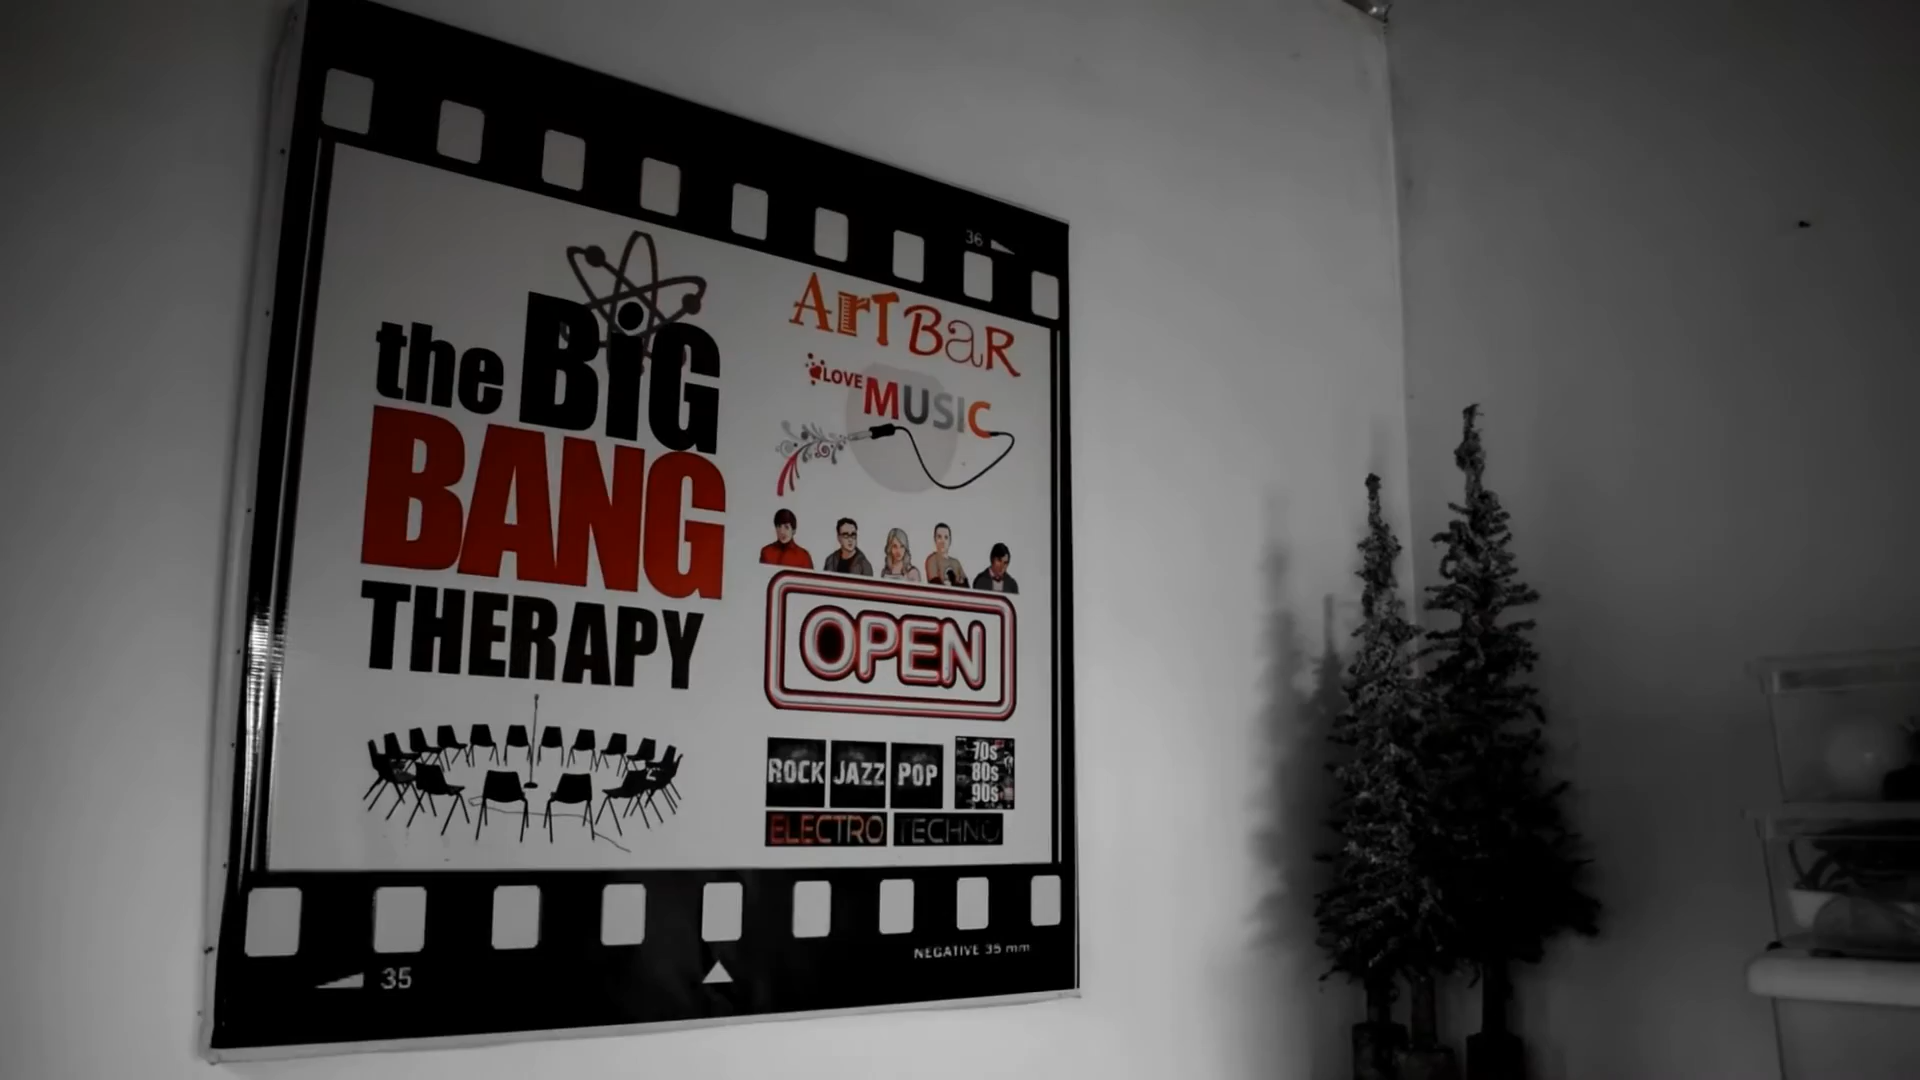 36
the BiG
BANG
THERAPY
ArT BaR
LOVE MUSIC
OPEN
ROCK JAZZ POP
70s
80s
90s
ELECTRO TECHNO
NEGATIVE 35 mm
35